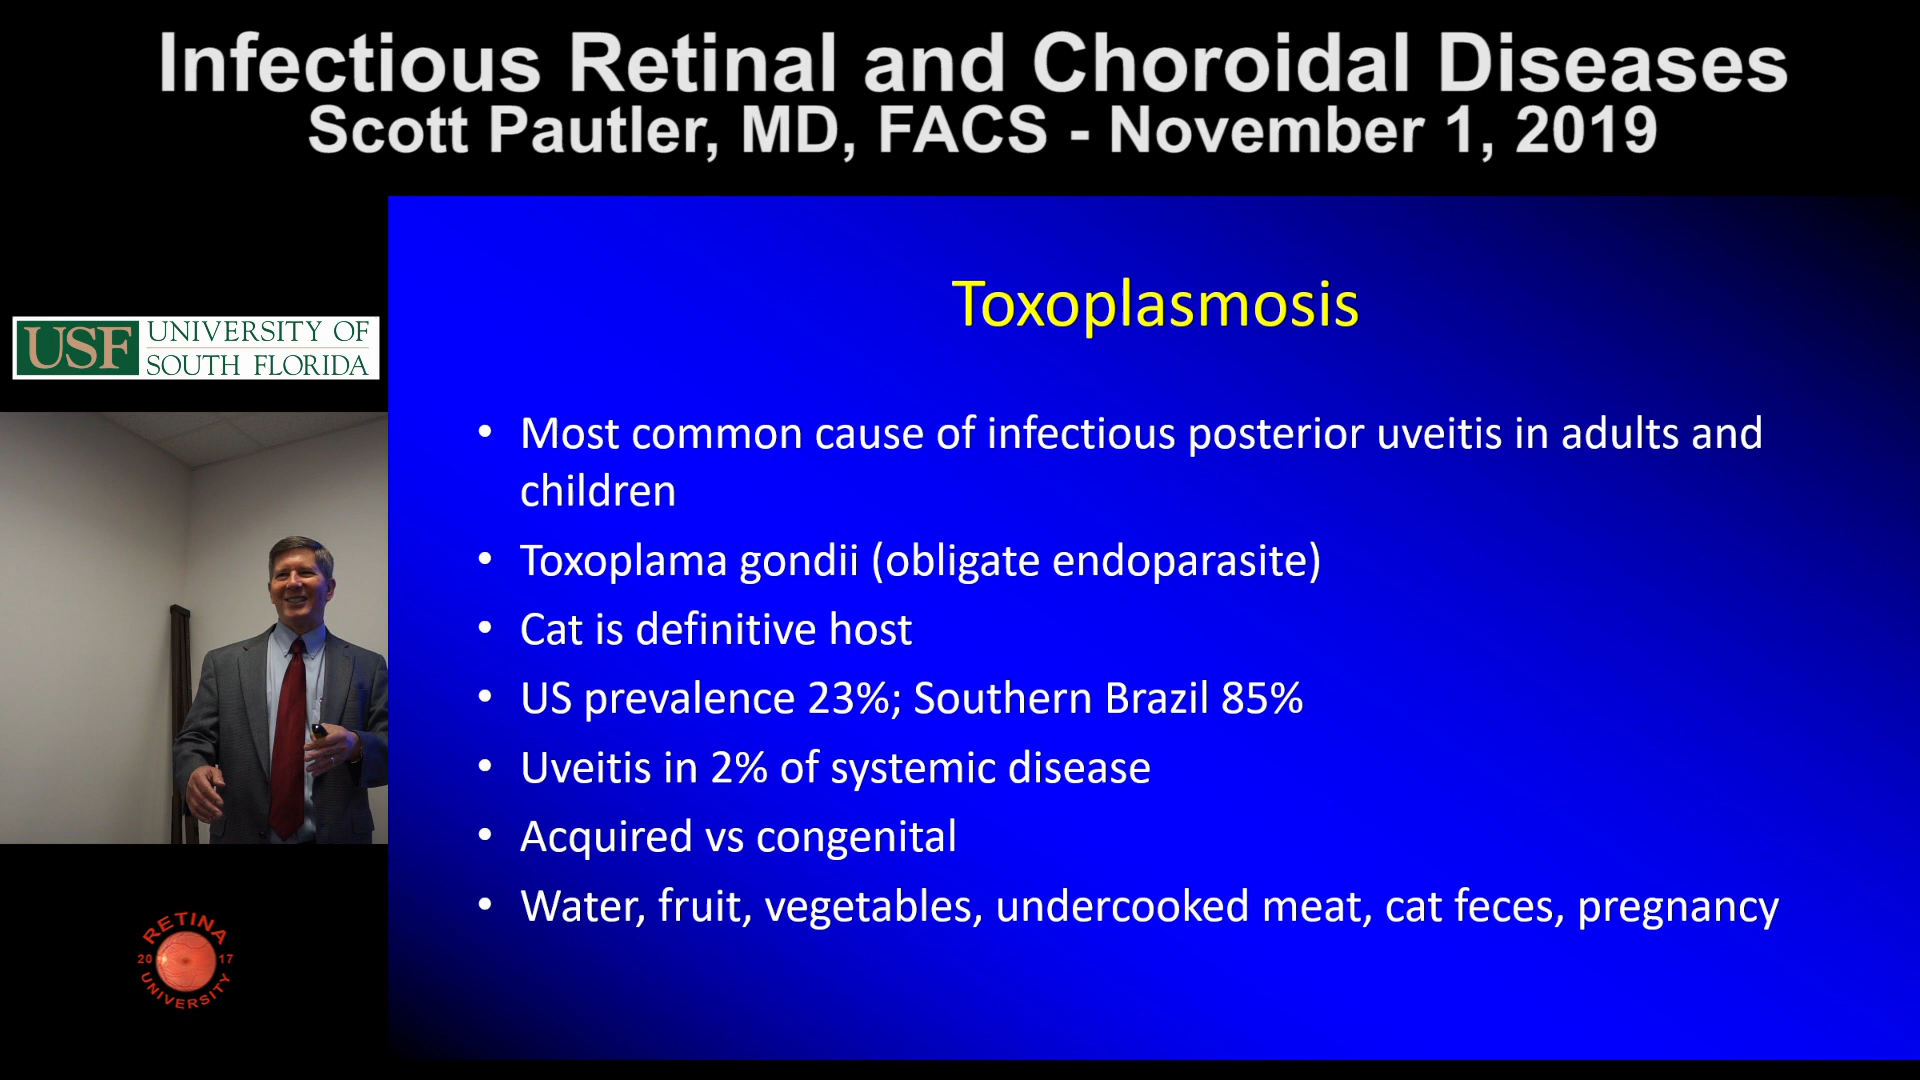 Infectious Retinal and Choroidal Diseases
Scott Pautler, MD, FACS - November 1, 2019
USF UNIVERSITY OF
SOUTH FLORIDA
Toxoplasmosis
• Most common cause of infectious posterior uveitis in adults and
children
• Toxoplama gondii (obligate endoparasite)
• Cat is definitive host
• US prevalence 23%; Southern Brazil 85%
• Uveitis in 2% of systemic disease
• Acquired vs congenital
• Water, fruit, vegetables, undercooked meat, cat feces, pregnancy
RETINA
20 17
UNIVERSITY